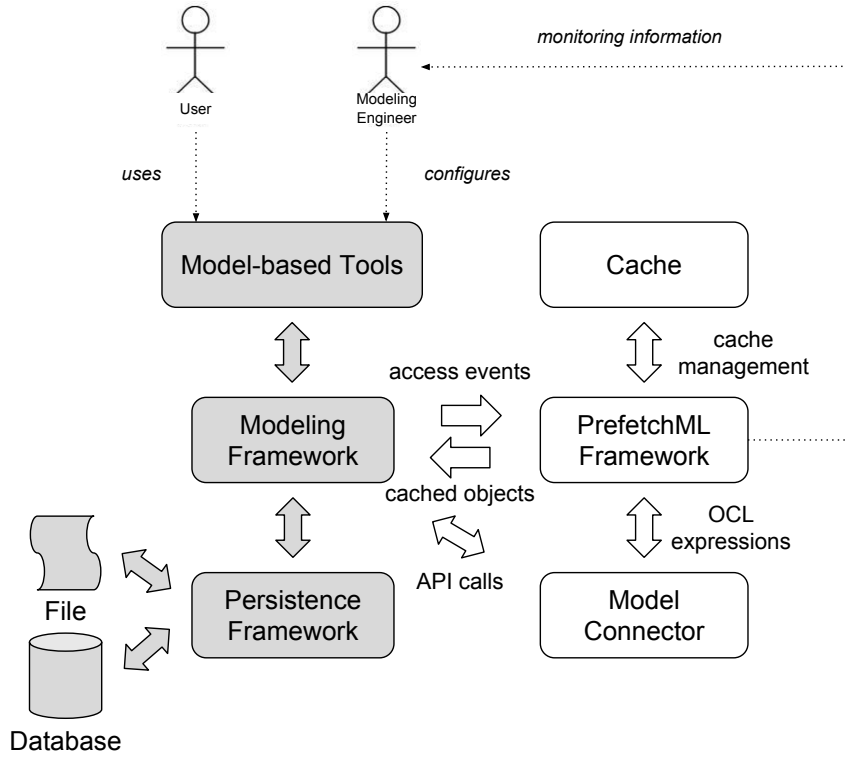 monitoring information
User
Modeling
Engineer
uses
configures
Model-based Tools
Cache
cache
management
access events
Modeling
Framework
PrefetchML
Framework
cached objects
OCL
expressions
API calls
File
Persistence
Framework
Model
Connector
Database